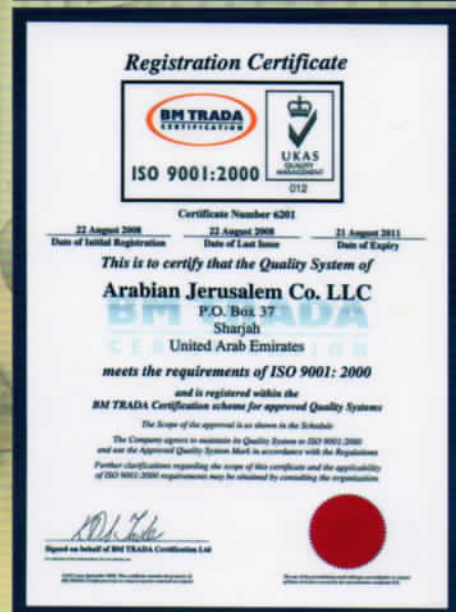 Registration Certificate
BM TRADA
CERTIFICATION
ISO 9001:2000
UKAS
QUALITY
MANAGEMENT
012
Certificate Number 6201
22 August 2008 22 August 2008 21 August 2011
Date of Initial Registration Date of Last Issue Date of Expiry
This is to certify that the Quality System of
Arabian Jerusalem Co. LLC
P.O. Box 37
BM TRADA
Sharjah
CERTIFICATION
United Arab Emirates
meets the requirements of ISO 9001: 2000
and is registered within the
BM TRADA Certification scheme for approved Quality Systems
The Scope of the approval is as shown in the Schedule
The Company agrees to maintain its Quality System to ISO 9001:2000
and use the Approved Quality System Mark in accordance with the Regulations
Further clarifications regarding the scope of this certificate and the applicability
of ISO 9001:2000 requirements may be obtained by consulting the organisation
Signed on behalf of BM TRADA Certification Ltd